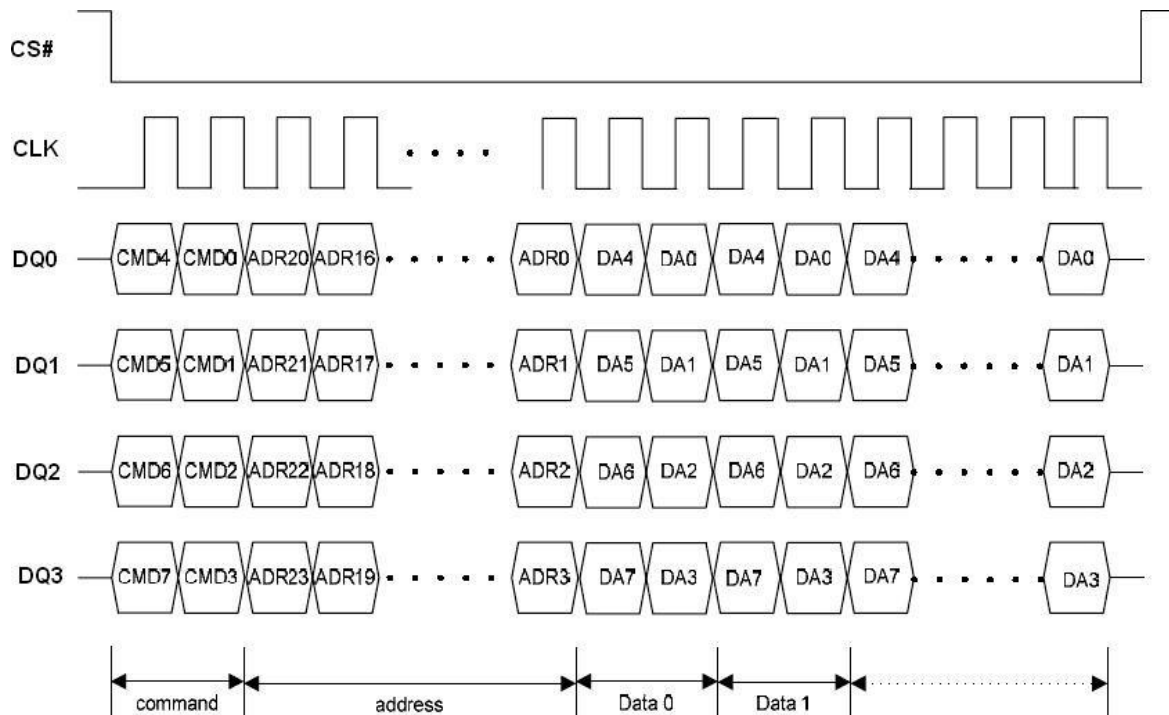 CS#
CLK
DQ0 CMD4 CMD0 ADR20 ADR16 ADR0 DA4 DA0 DA4 DA0 DA4 DA0
DQ1 CMD5 CMD1 ADR21 ADR17 ADR1 DA5 DA1 DA5 DA1 DA5 DA1
DQ2 CMD6 CMD2 ADR22 ADR18 ADR2 DA6 DA2 DA6 DA2 DA6 DA2
DQ3 CMD7 CMD3 ADR23 ADR19 ADR3 DA7 DA3 DA7 DA3 DA7 DA3
command address Data 0 Data 1